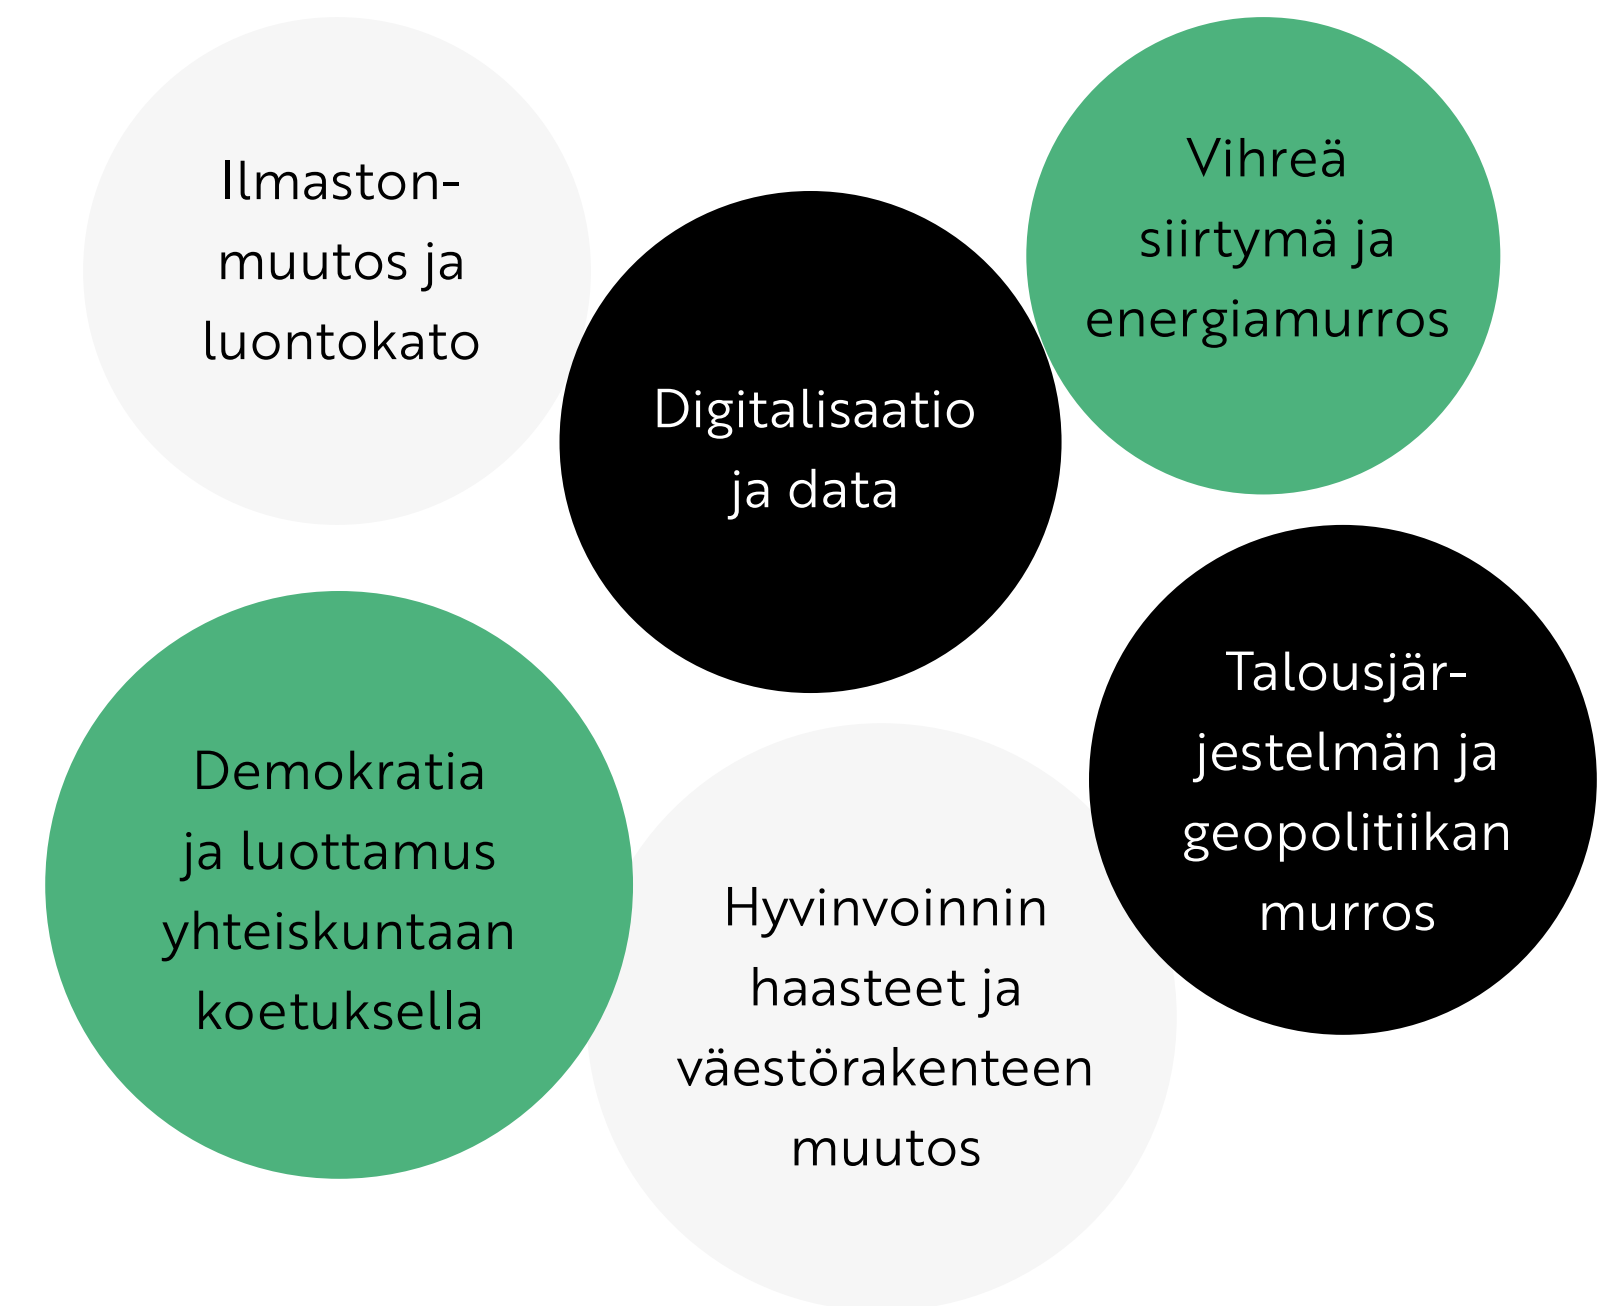 Ilmaston-
muutos ja
luontokato
Vihreä
siirtymä ja
energiamurros
Digitalisaatio
ja data
Talousjär-
jestelmän ja
geopolitiikan
murros
Demokratia
ja luottamus
yhteiskuntaan
koetuksella
Hyvinvoinnin
haasteet ja
väestörakenteen
muutos